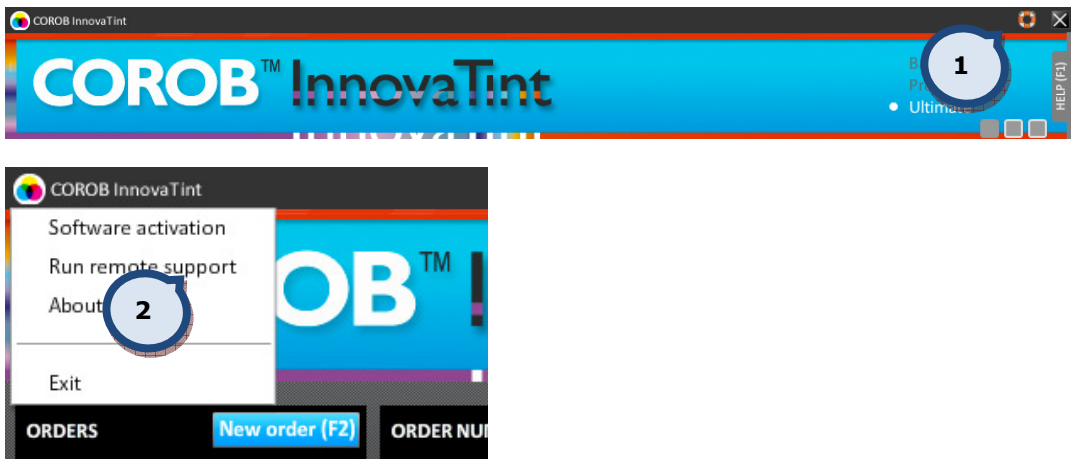 COROB InnovaTint
COROB™ InnovaTint
1
Ultimate
HELP (F1)
COROB InnovaTint
Software activation
Run remote support
About
2
Exit
OB™
ORDERS
New order (F2)
ORDER